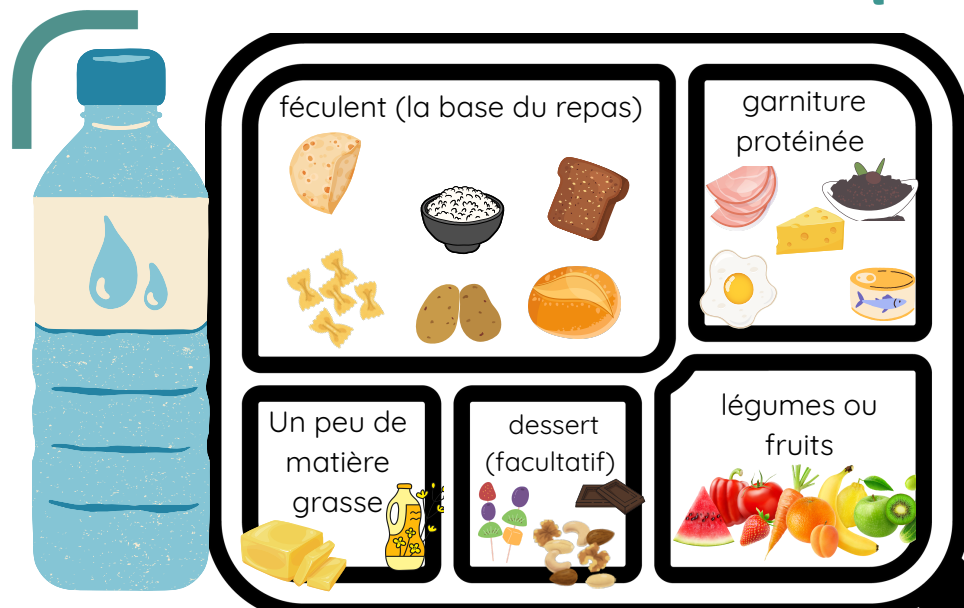 féculent (la base du repas)
garniture
protéinée
Un peu de
matière
grasse
dessert
(facultatif)
légumes ou
fruits